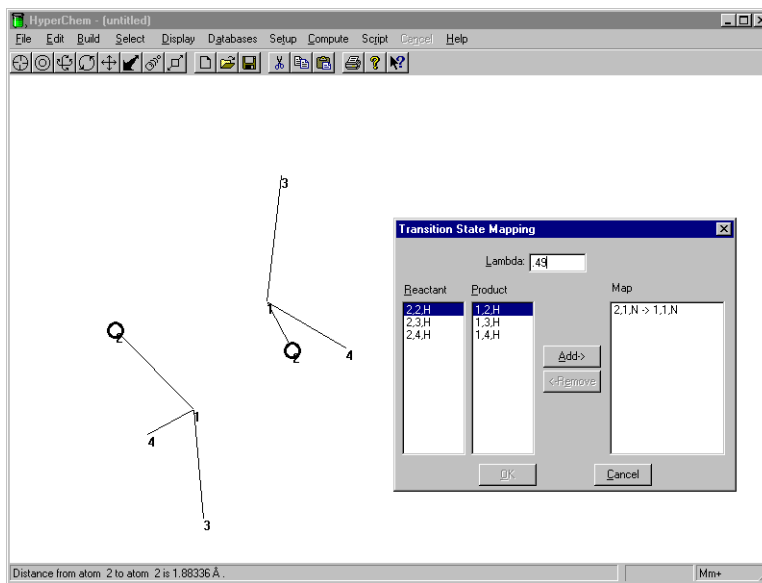 HyperChem - (untitled)
File Edit Build Select Display Databases Setup Compute Script Cancel Help
3
Transition State Mapping
Lambda: .49
Reactant Product Map
2,2,H 1,2,H 2,1,N -> 1,1,N
2,3,H 1,3,H
2,4,H 1,4,H
1
2
2
4
Add->
<-Remove
1
4
OK Cancel
3
Distance from atom 2 to atom 2 is 1.88336 Å. Mm+